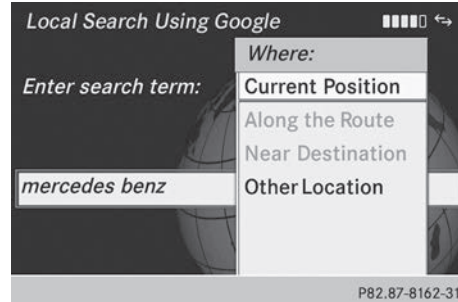 Local Search Using Google
Where:
Enter search term:
Current Position
Along the Route
Near Destination
mercedes benz
Other Location
P82.87-8162-31